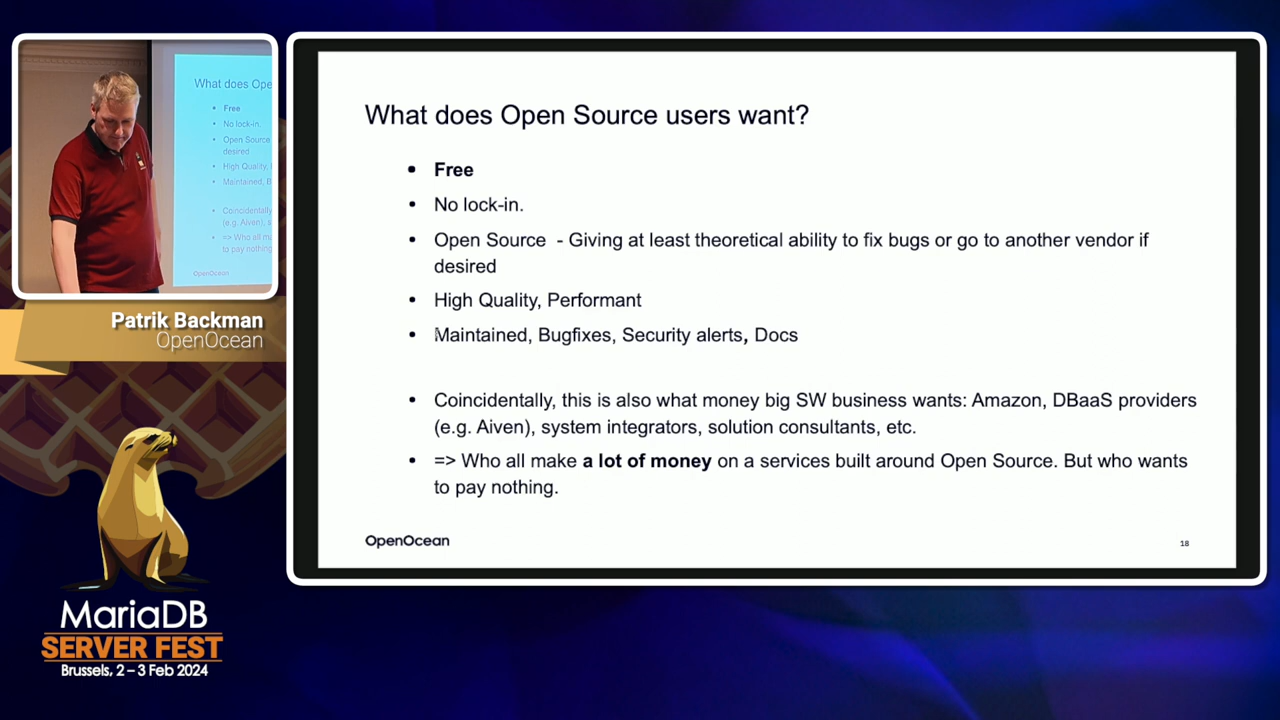 What does Ope
Free
No lock-in.
Open Source
desired
High Quality,
Maintained, B
Coincidentally
(e.g. Aiven), s
=> Who all m
to pay nothing
OpenOcean
Patrik Backman
OpenOcean
MariaDB
SERVER FEST
Brussels, 2 – 3 Feb 2024
What does Open Source users want?
• Free
• No lock-in.
• Open Source - Giving at least theoretical ability to fix bugs or go to another vendor if
desired
• High Quality, Performant
• Maintained, Bugfixes, Security alerts, Docs
• Coincidentally, this is also what money big SW business wants: Amazon, DBaaS providers
(e.g. Aiven), system integrators, solution consultants, etc.
• => Who all make a lot of money on a services built around Open Source. But who wants
to pay nothing.
OpenOcean
18